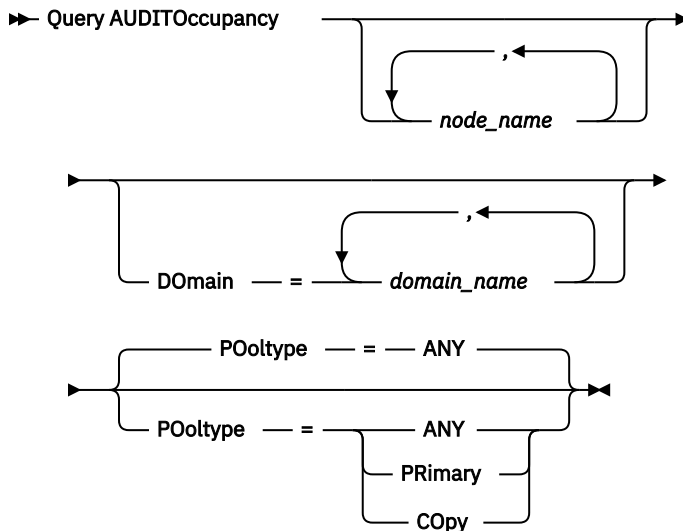 Query AUDITOccupancy
,
node_name
,
DOmain = domain_name
POoltype = ANY
POoltype = ANY
PRimary
COpy